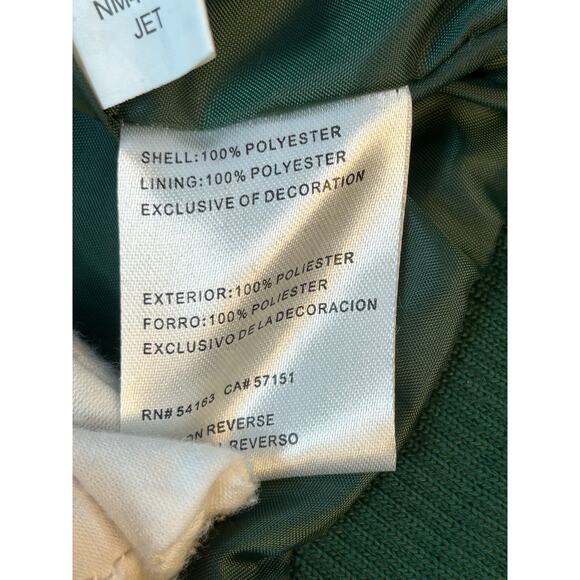 JET
SHELL:100% POLYESTER
LINING:100% POLYESTER
EXCLUSIVE OF DECORATION
EXTERIOR:100% POLIESTER
FORRO:100% POLIESTER
EXCLUSIVO DE LA DECORACION
RN# 54163 CA# 57151
ON REVERSE
REVERSO